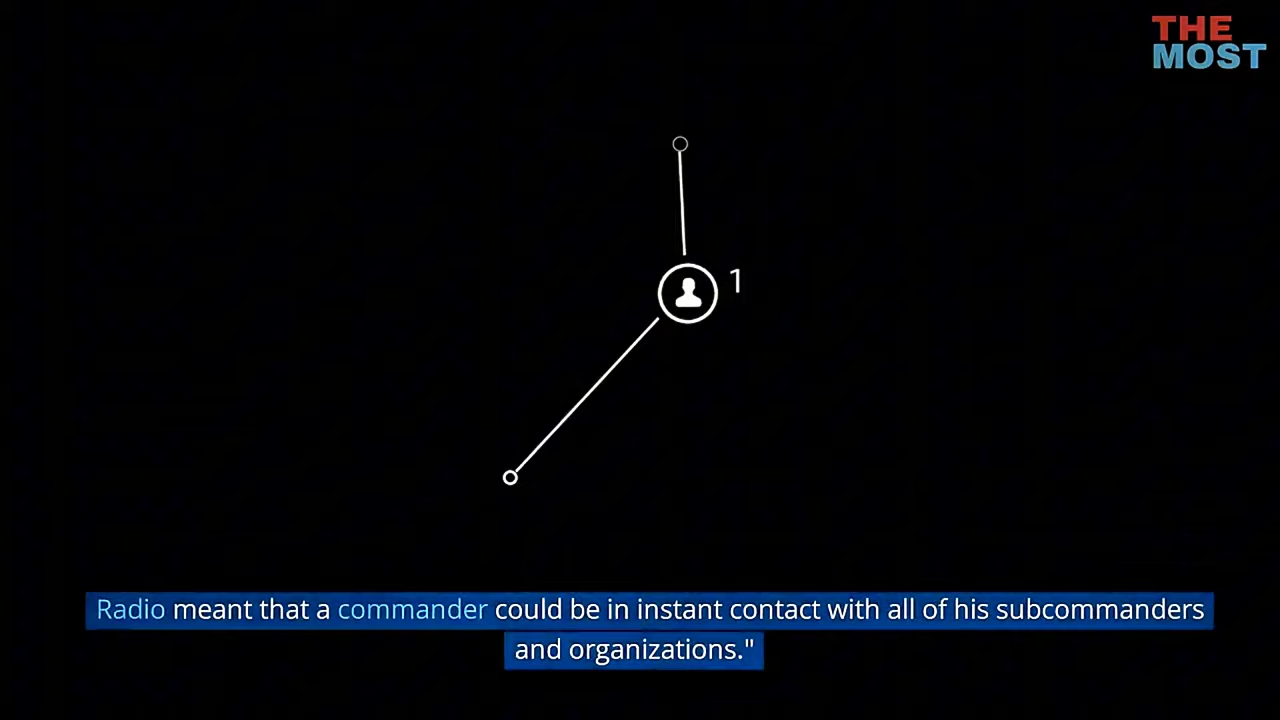 THE
MOST
1
Radio meant that a commander could be in instant contact with all of his subcommanders
and organizations."